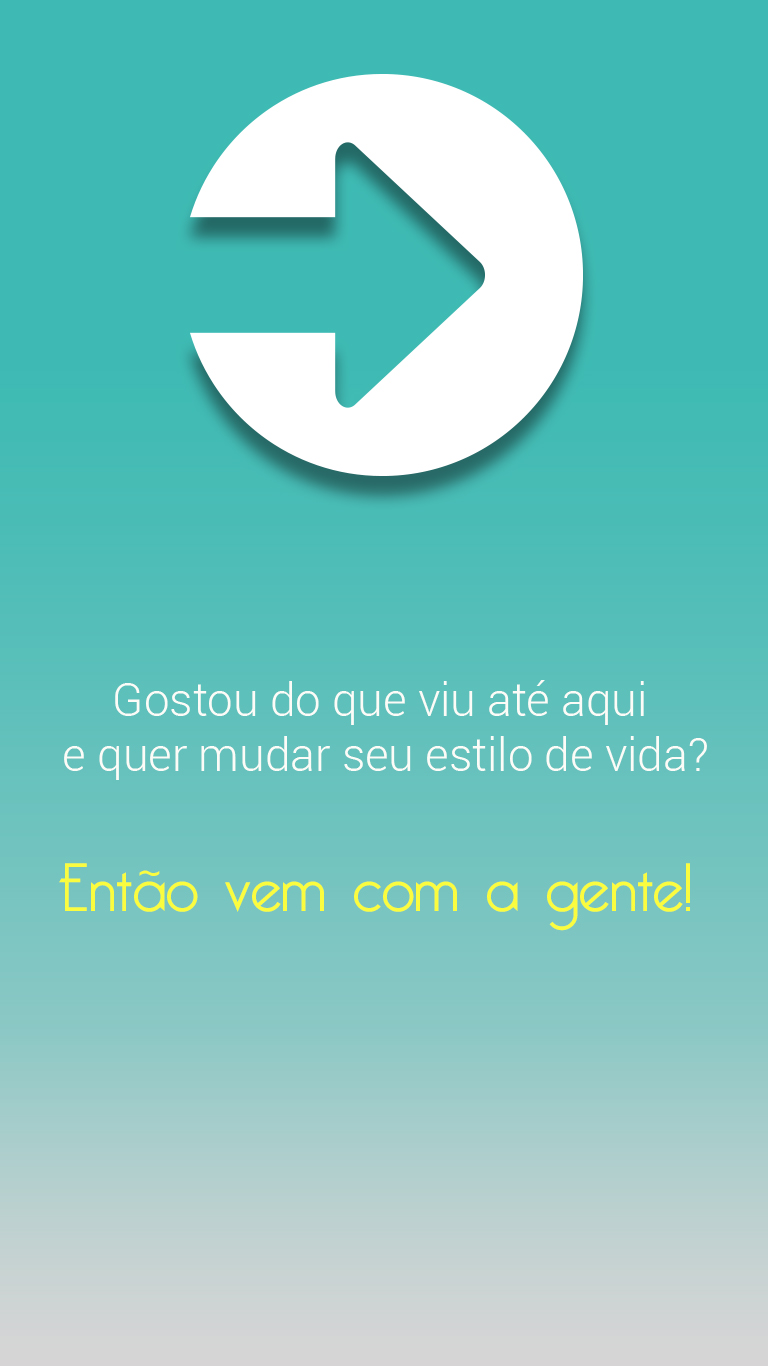 Gostou do que viu até aqui
e quer mudar seu estilo de vida?
Então vem com a gente!